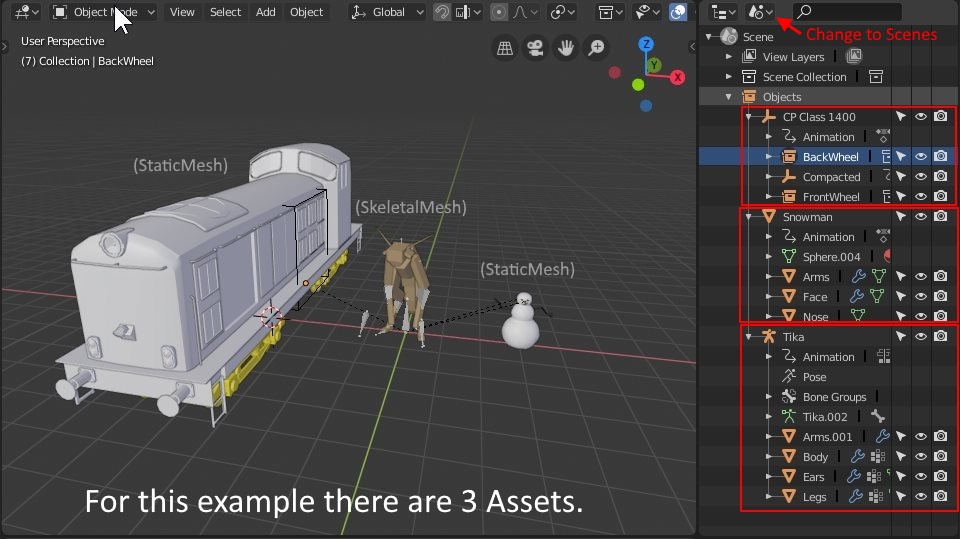 Object Mode View Select Add Object Global
User Perspective
(7) Collection | BackWheel
Z
Y
X
(StaticMesh)
(SkeletalMesh)
(StaticMesh)
For this example there are 3 Assets.
Change to Scenes
Scene
View Layers
Scene Collection
Objects
CP Class 1400
Animation
BackWheel
Compacted
FrontWheel
Snowman
Animation
Sphere.004
Arms
Face
Nose
Tika
Animation
Pose
Bone Groups
Tika.002
Arms.001
Body
Ears
Legs